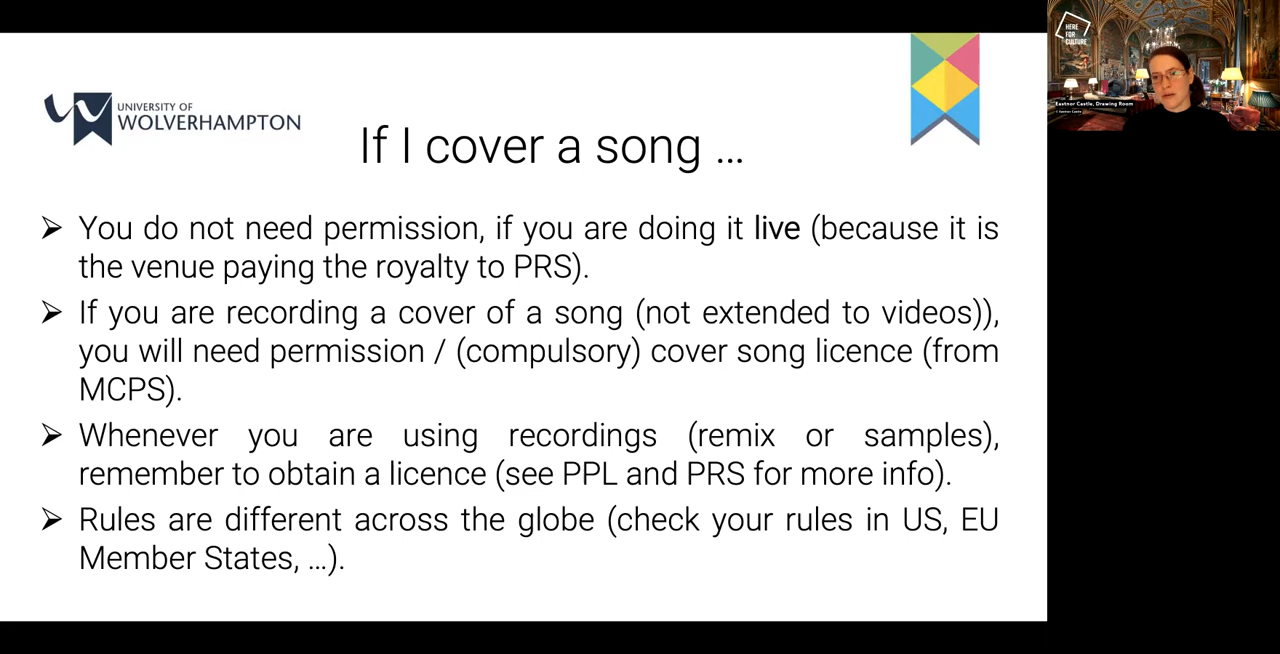 UNIVERSITY OF
WOLVERHAMPTON
If I cover a song ...
You do not need permission, if you are doing it live (because it is
the venue paying the royalty to PRS).
If you are recording a cover of a song (not extended to videos)),
you will need permission / (compulsory) cover song licence (from
MCPS).
Whenever you are using recordings (remix or samples),
remember to obtain a licence (see PPL and PRS for more info).
Rules are different across the globe (check your rules in US, EU
Member States, ...).
HERE
FOR
CULTURE
Eastnor Castle, Drawing Room
© Eastnor Castle